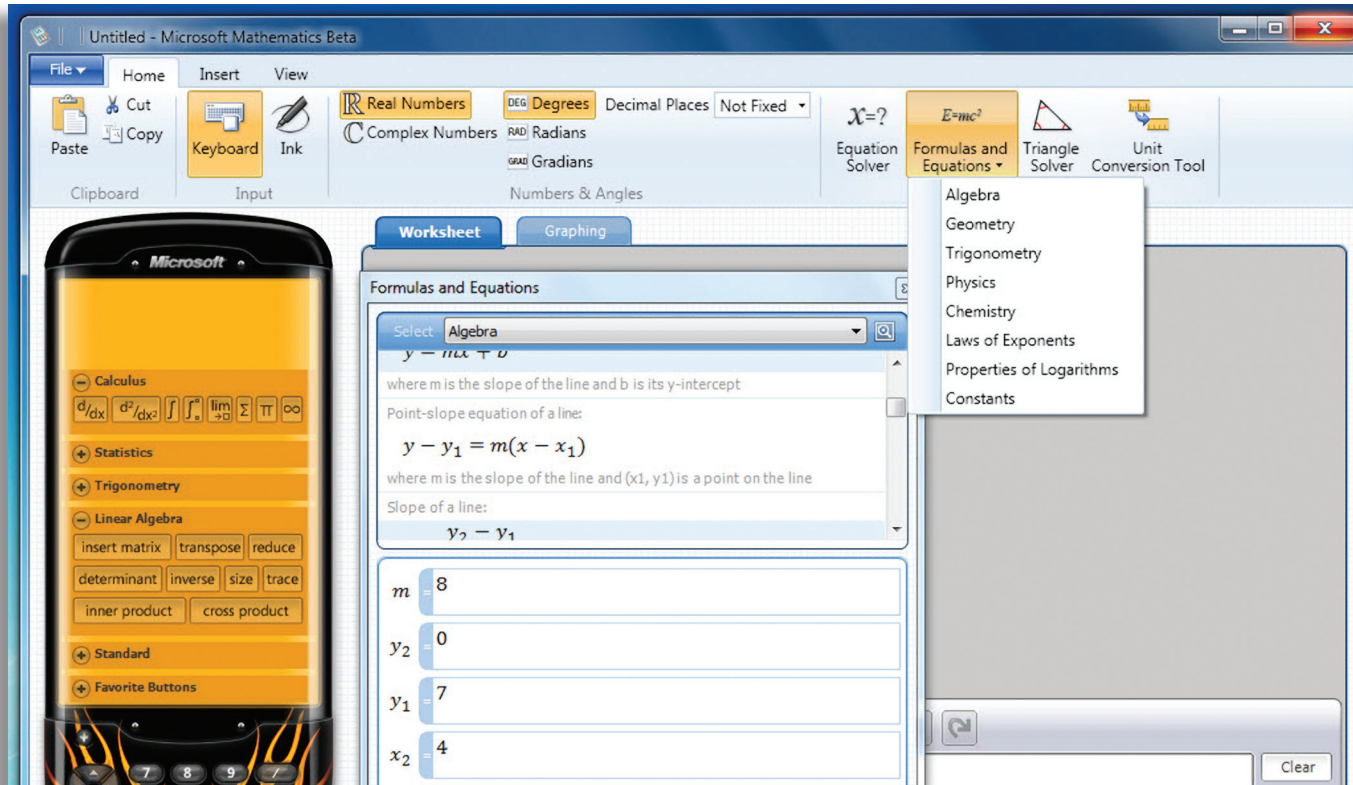 Untitled - Microsoft Mathematics Beta
File Home Insert View
Paste
Cut
Copy
Clipboard
Keyboard Ink
Input
ℝ Real Numbers
ℂ Complex Numbers
DEG Degrees
RAD Radians
GRAD Gradians
Decimal Places Not Fixed
Numbers & Angles
X=?
Equation
Solver
E=mc²
Formulas and
Equations
Triangle
Solver
Unit
Conversion Tool
Algebra
Geometry
Trigonometry
Physics
Chemistry
Laws of Exponents
Properties of Logarithms
Constants
Microsoft
Calculus
d/dx d²/dx² ∫ ∫ lim Σ Π ∞
Statistics
Trigonometry
Linear Algebra
insert matrix transpose reduce
determinant inverse size trace
inner product cross product
Standard
Favorite Buttons
7 8 9 /
Worksheet Graphing
Formulas and Equations
Select Algebra
y = mx + b
where m is the slope of the line and b is its y-intercept
Point-slope equation of a line:
y − y₁ = m(x − x₁)
where m is the slope of the line and (x1, y1) is a point on the line
Slope of a line:
y₂ − y₁
m = 8
y₂ = 0
y₁ = 7
x₂ = 4
Clear